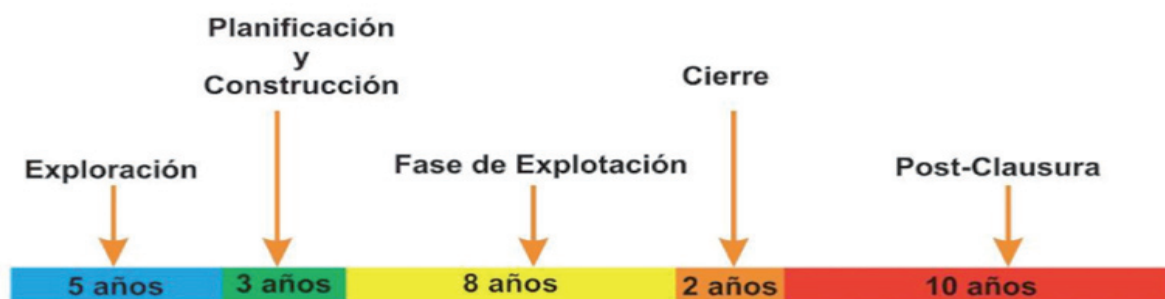 Planificación
y
Construcción
Cierre
Exploración
Fase de Explotación
Post-Clausura
5 años
3 años
8 años
2 años
10 años